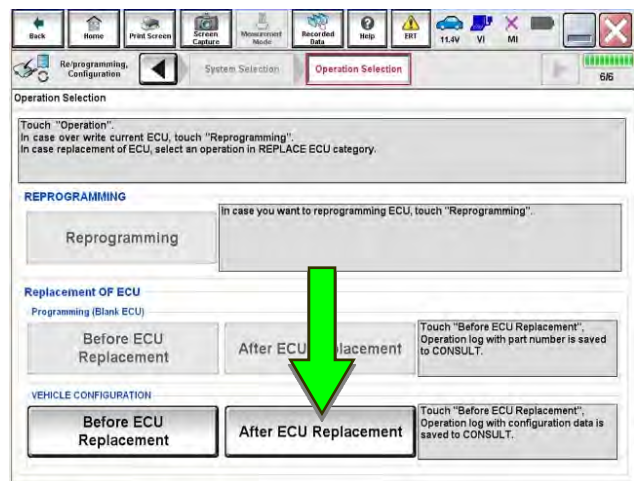 Back
Home
Print Screen
Screen
Capture
Measurement
Mode
Recorded
Data
Help
ERT
11.4V
VI
MI
Re/programming,
Configuration
System Selection
Operation Selection
6/6
Operation Selection
Touch "Operation".
In case over write current ECU, touch "Reprogramming".
In case replacement of ECU, select an operation in REPLACE ECU category.
REPROGRAMMING
Reprogramming
In case you want to reprogramming ECU, touch "Reprogramming".
Replacement OF ECU
Programming (Blank ECU)
Before ECU
Replacement
After ECU
Touch "Before ECU Replacement",
Operation log with part number is saved
to CONSULT.
VEHICLE CONFIGURATION
Before ECU
Replacement
After ECU Replacement
Touch "Before ECU Replacement",
Operation log with configuration data is
saved to CONSULT.